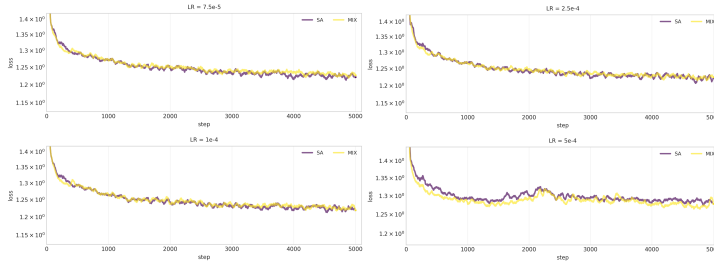 LR = 7.5e-5
1.4 × 10⁰
1.35 × 10⁰
1.3 × 10⁰
1.25 × 10⁰
1.2 × 10⁰
1.15 × 10⁰
loss
SA MIX
0 1000 2000 3000 4000 5000
step
LR = 2.5e-4
1.4 × 10⁰
1.35 × 10⁰
1.3 × 10⁰
1.25 × 10⁰
1.2 × 10⁰
1.15 × 10⁰
loss
SA MIX
0 1000 2000 3000 4000 5000
step
LR = 1e-4
1.4 × 10⁰
1.35 × 10⁰
1.3 × 10⁰
1.25 × 10⁰
1.2 × 10⁰
1.15 × 10⁰
loss
SA MIX
0 1000 2000 3000 4000 5000
step
LR = 5e-4
1.4 × 10⁰
1.35 × 10⁰
1.3 × 10⁰
1.25 × 10⁰
1.2 × 10⁰
loss
SA MIX
0 1000 2000 3000 4000 5000
step